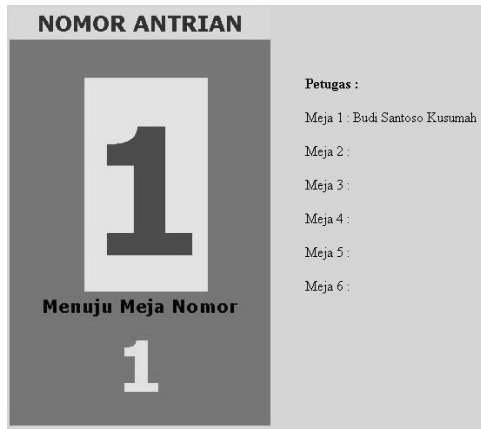 NOMOR ANTRIAN
1
Menuju Meja Nomor
1
Petugas :
Meja 1 : Budi Santoso Kusumah
Meja 2 :
Meja 3 :
Meja 4 :
Meja 5 :
Meja 6 :